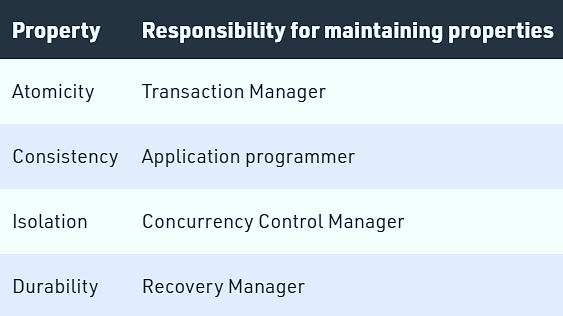 Property Responsibility for maintaining properties
Atomicity Transaction Manager
Consistency Application programmer
Isolation Concurrency Control Manager
Durability Recovery Manager